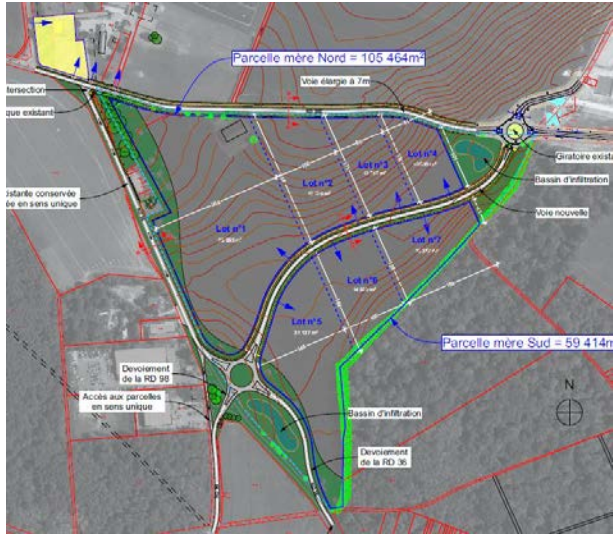 Parcelle mère Nord = 105 464m²
Voie élargie à 7m
ntersection
que existant
Giratoire exista
Lot n°4
Lot n°3
Lot n°2
Bassin d'infiltration
istante conservée
ée en sens unique
Voie nouvelle
Lot n°1
Lot n°7
Lot n°6
Lot n°5
Parcelle mère Sud = 59 414m
Devoiement
de la RD 98
Accès aux parcelles
en sens unique
N
Bassin d'infiltration
Devoiement
de la RD 36